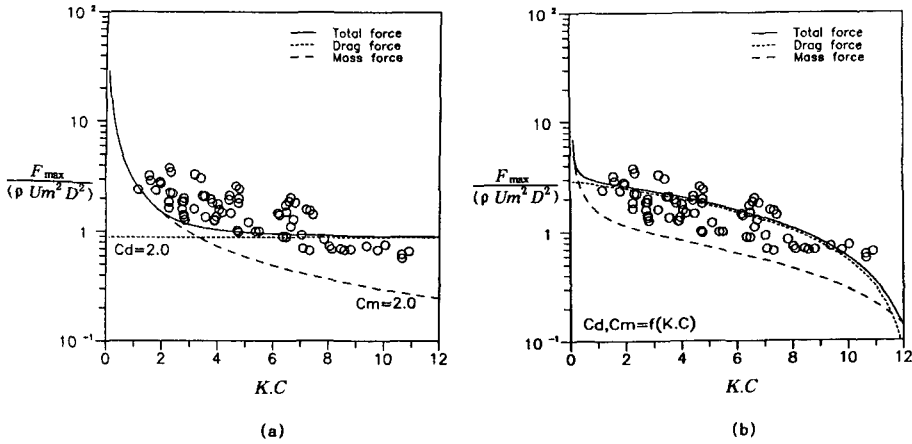 10²
Total force
Drag force
Mass force
10
F max
(ρ Um² D²)
1
Cd=2.0
Cm=2.0
10⁻¹
0 2 4 6 8 10 12
K.C
(a)
10²
Total force
Drag force
Mass force
10
F max
(ρ Um² D²)
1
Cd,Cm=f(K.C)
10⁻¹
0 2 4 6 8 10 12
K.C
(b)